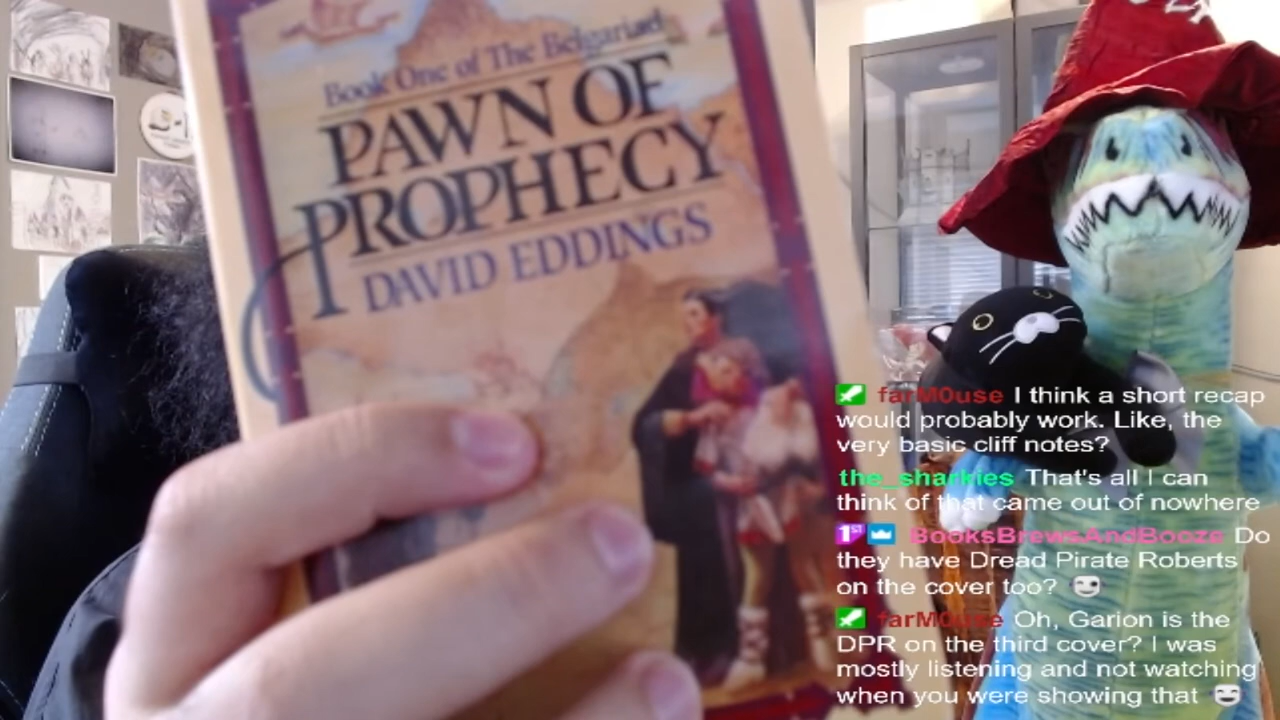 Book One of The Belgariad
PAWN OF
PROPHECY
DAVID EDDINGS
farM0use I think a short recap
would probably work. Like, the
very basic cliff notes?
the_sharkies That's all I can
think of that came out of nowhere
1ST BooksBrewsAndBooze Do
they have Dread Pirate Roberts
on the cover too?
farM0use Oh, Garion is the
DPR on the third cover? I was
mostly listening and not watching
when you were showing that